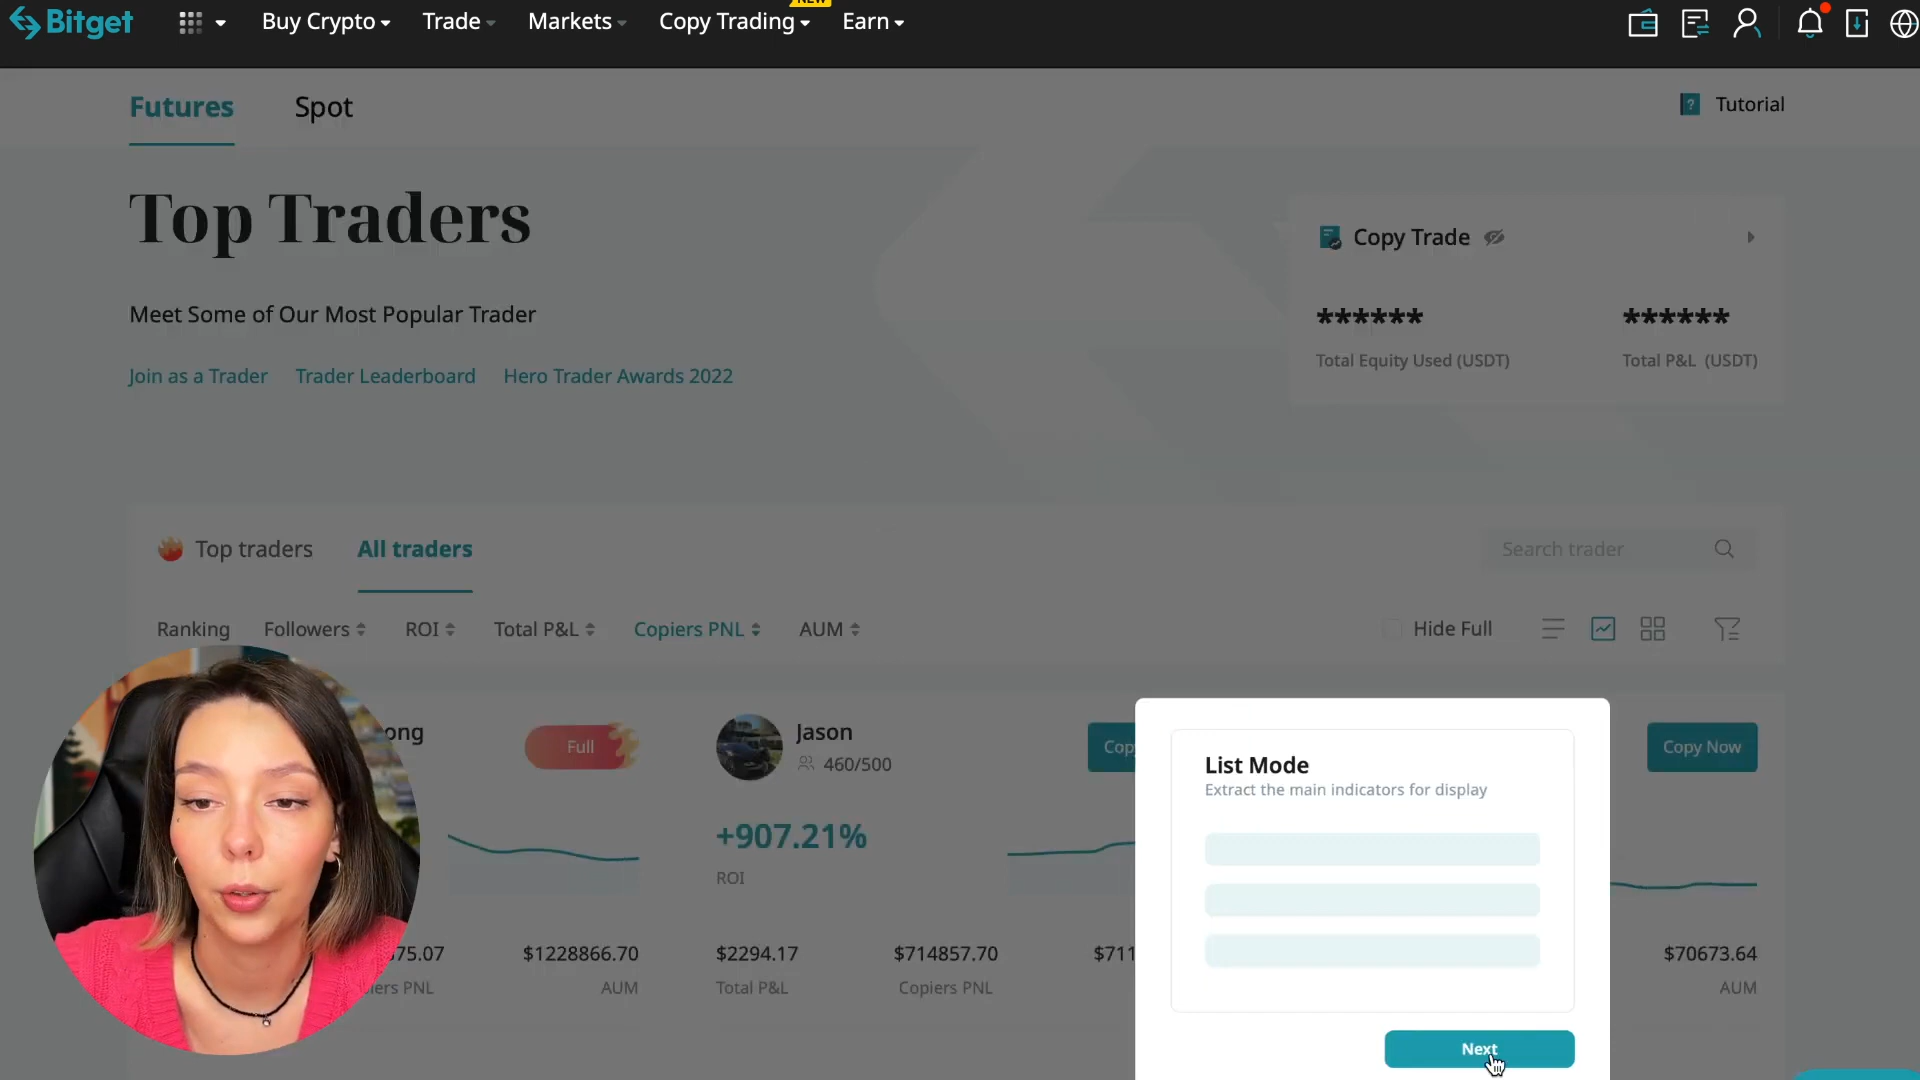 Bitget
Buy Crypto
Trade
Markets
Copy Trading
NEW
Earn
Futures
Spot
Tutorial
Top Traders
Meet Some of Our Most Popular Trader
Join as a Trader
Trader Leaderboard
Hero Trader Awards 2022
Copy Trade
******
******
Total Equity Used (USDT)
Total P&L (USDT)
Top traders
All traders
Search trader
Ranking
Followers
ROI
Total P&L
Copiers PNL
AUM
Hide Full
ong
Full
Jason
460/500
Cop
Copy Now
+907.21%
ROI
75.07
$1228866.70
AUM
$2294.17
Total P&L
$714857.70
Copiers PNL
$711
$70673.64
AUM
List Mode
Extract the main indicators for display
Next